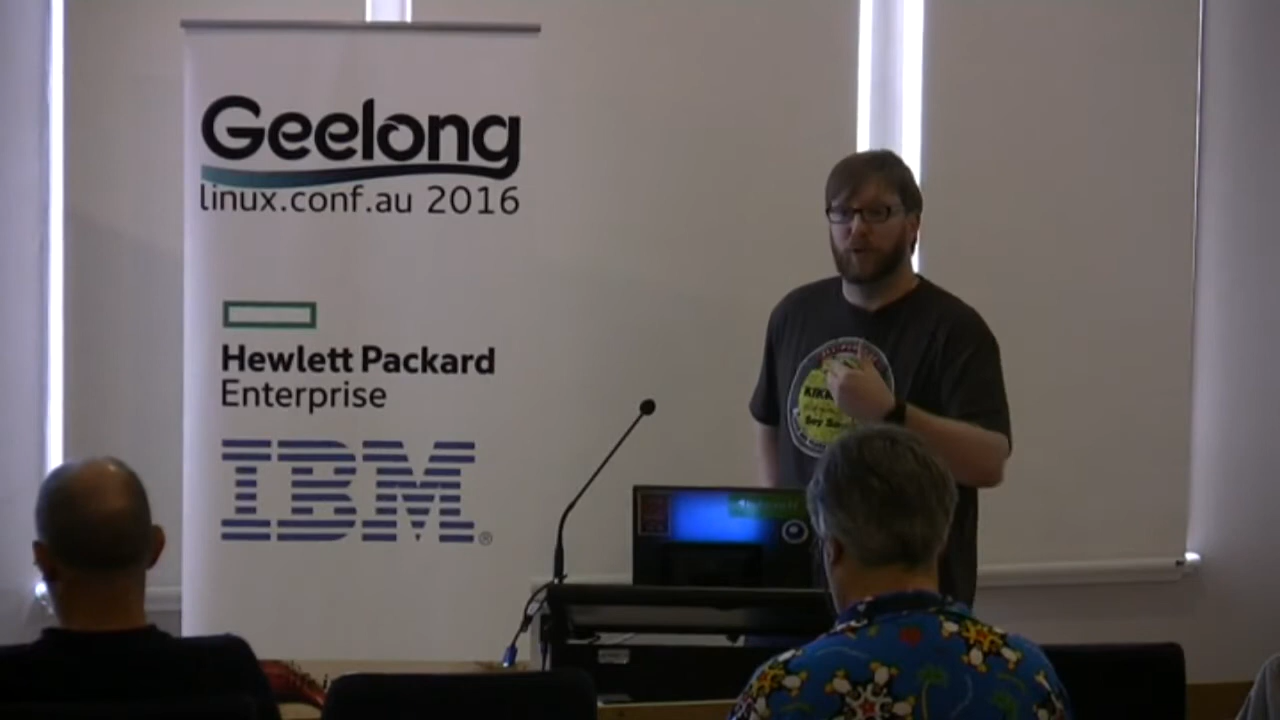 Geelong
linux.conf.au 2016
Hewlett Packard
Enterprise
IBM®